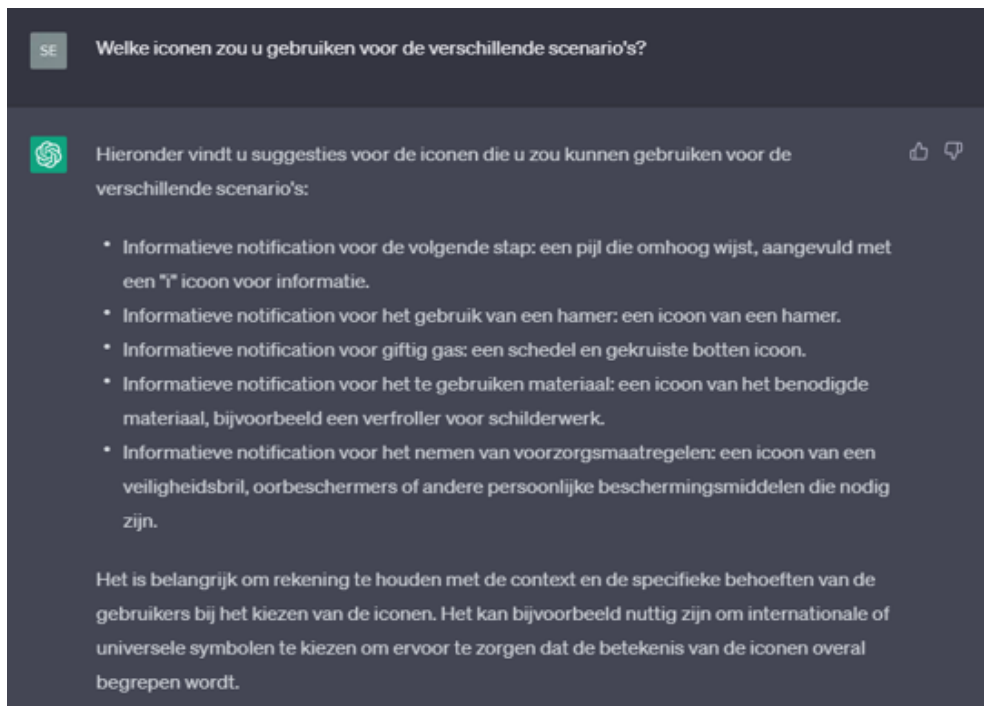 SE
Welke iconen zou u gebruiken voor de verschillende scenario's?
Hieronder vindt u suggesties voor de iconen die u zou kunnen gebruiken voor de
verschillende scenario's:
• Informatieve notification voor de volgende stap: een pijl die omhoog wijst, aangevuld met
een "i" icoon voor informatie.
• Informatieve notification voor het gebruik van een hamer: een icoon van een hamer.
• Informatieve notification voor giftig gas: een schedel en gekruiste botten icoon.
• Informatieve notification voor het te gebruiken materiaal: een icoon van het benodigde
materiaal, bijvoorbeeld een verfroller voor schilderwerk.
• Informatieve notification voor het nemen van voorzorgsmaatregelen: een icoon van een
veiligheidsbril, oorbeschermers of andere persoonlijke beschermingsmiddelen die nodig
zijn.
Het is belangrijk om rekening te houden met de context en de specifieke behoeften van de
gebruikers bij het kiezen van de iconen. Het kan bijvoorbeeld nuttig zijn om internationale of
universele symbolen te kiezen om ervoor te zorgen dat de betekenis van de iconen overal
begrepen wordt.